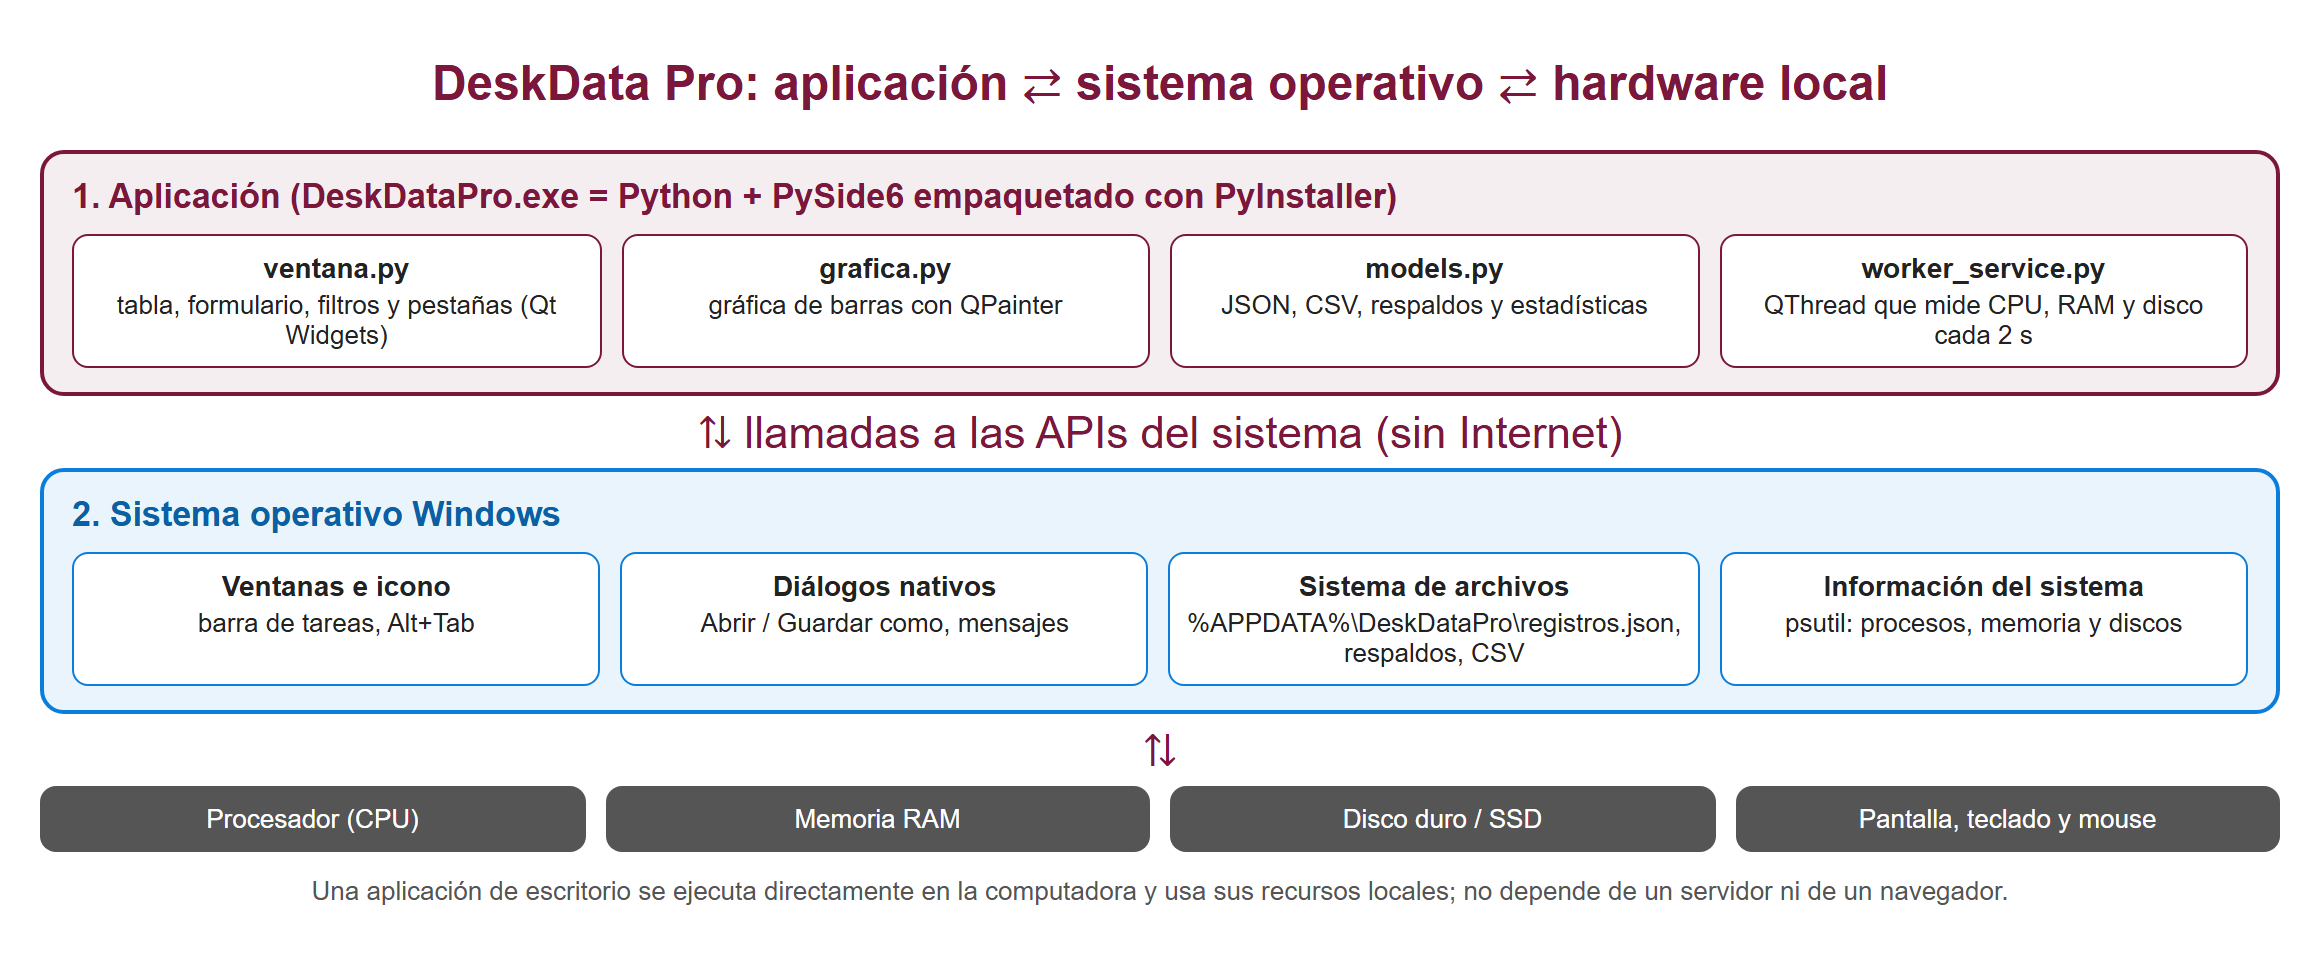 DeskData Pro: aplicación ⇄ sistema operativo ⇄ hardware local
1. Aplicación (DeskDataPro.exe = Python + PySide6 empaquetado con PyInstaller)
ventana.py
tabla, formulario, filtros y pestañas (Qt
Widgets)
grafica.py
gráfica de barras con QPainter
models.py
JSON, CSV, respaldos y estadísticas
worker_service.py
QThread que mide CPU, RAM y disco
cada 2 s
⇅ llamadas a las APIs del sistema (sin Internet)
2. Sistema operativo Windows
Ventanas e icono
barra de tareas, Alt+Tab
Diálogos nativos
Abrir / Guardar como, mensajes
Sistema de archivos
%APPDATA%\DeskDataPro\registros.json,
respaldos, CSV
Información del sistema
psutil: procesos, memoria y discos
⇅
Procesador (CPU)
Memoria RAM
Disco duro / SSD
Pantalla, teclado y mouse
Una aplicación de escritorio se ejecuta directamente en la computadora y usa sus recursos locales; no depende de un servidor ni de un navegador.